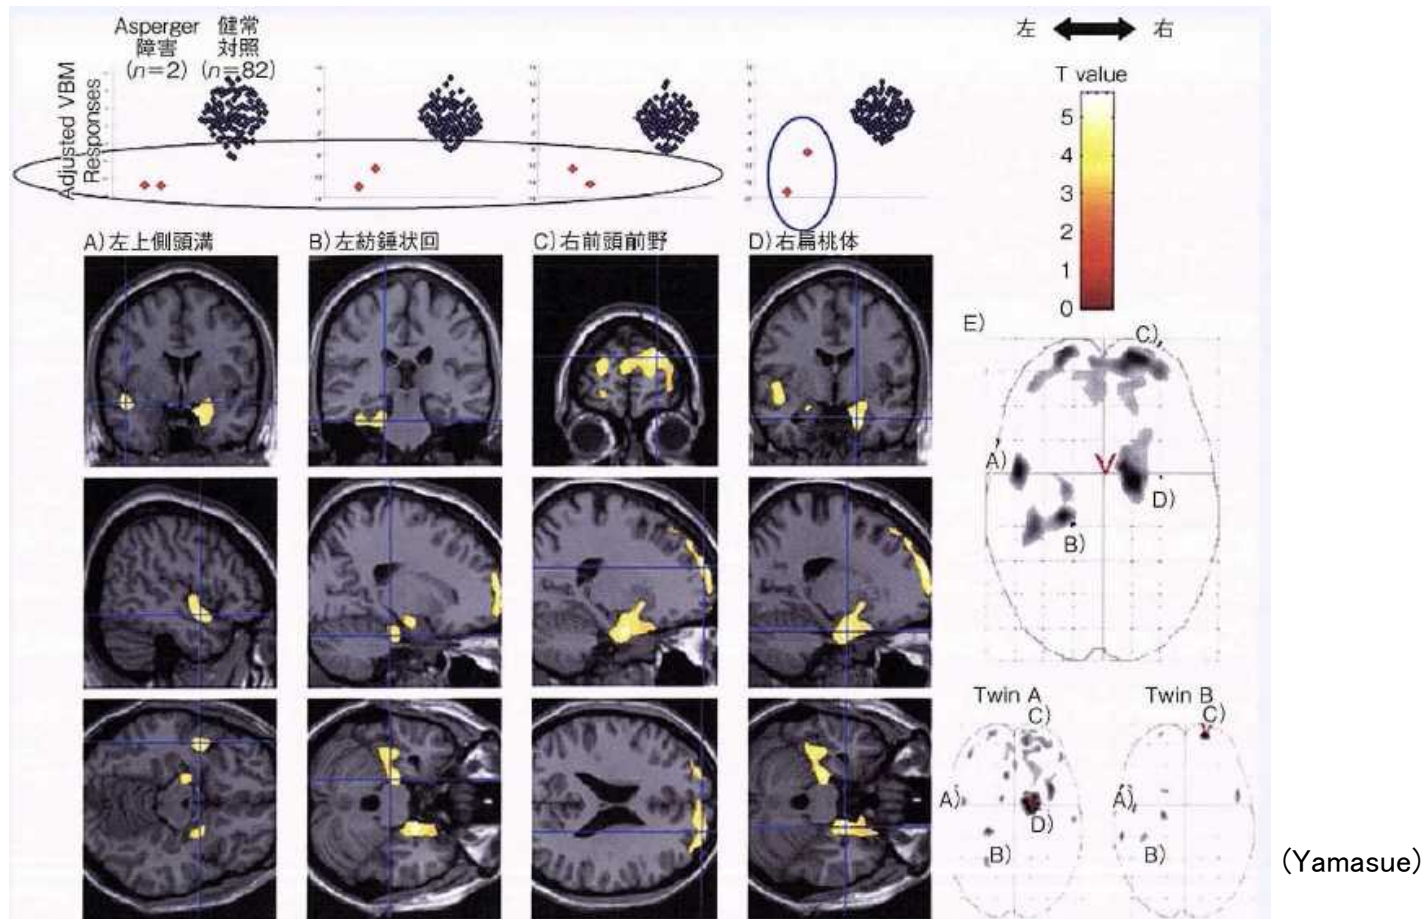 Asperger 健常
障害 対照
(n=2) (n=82)
Adjusted VBM
Responses
左 右
T value
5
4
3
2
1
0
A)左上側頭溝
B)左紡錘状回
C)右前頭前野
D)右扁桃体
E)
C)
A)
D)
B)
Twin A
C)
A)
D)
B)
Twin B
C)
A)
B)
(Yamasue)